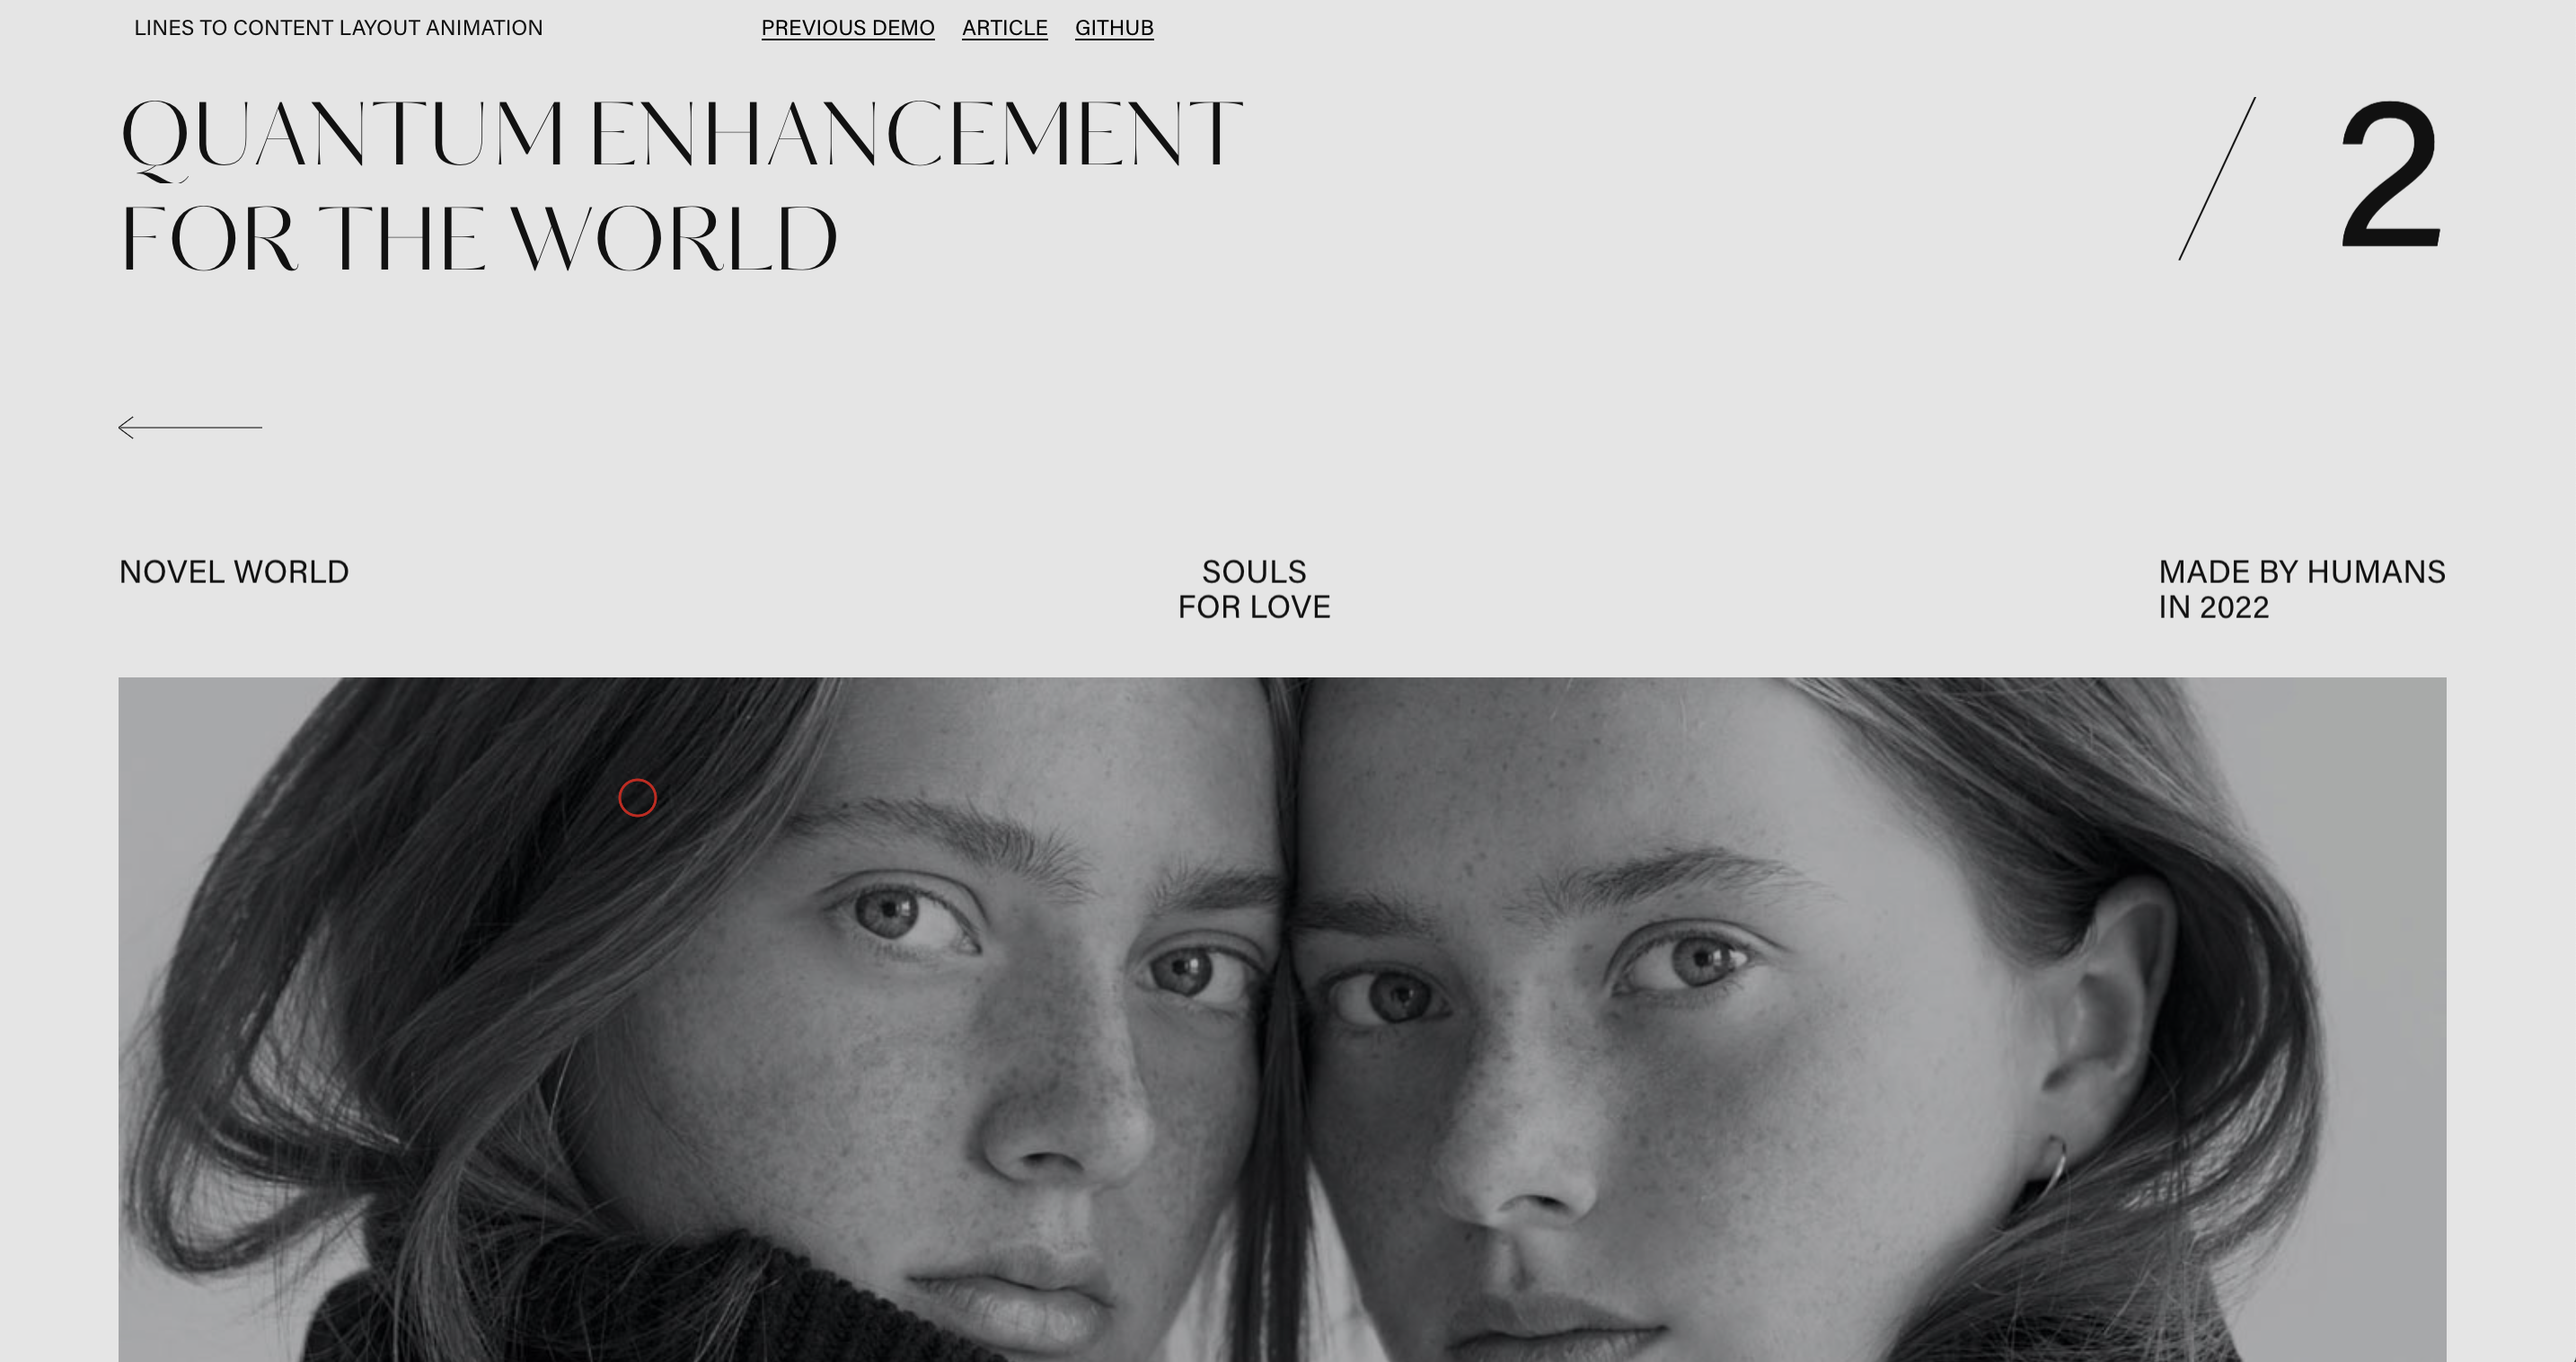 LINES TO CONTENT LAYOUT ANIMATION
PREVIOUS DEMO ARTICLE GITHUB
QUANTUM ENHANCEMENT
FOR THE WORLD
/ 2
NOVEL WORLD
SOULS
FOR LOVE
MADE BY HUMANS
IN 2022